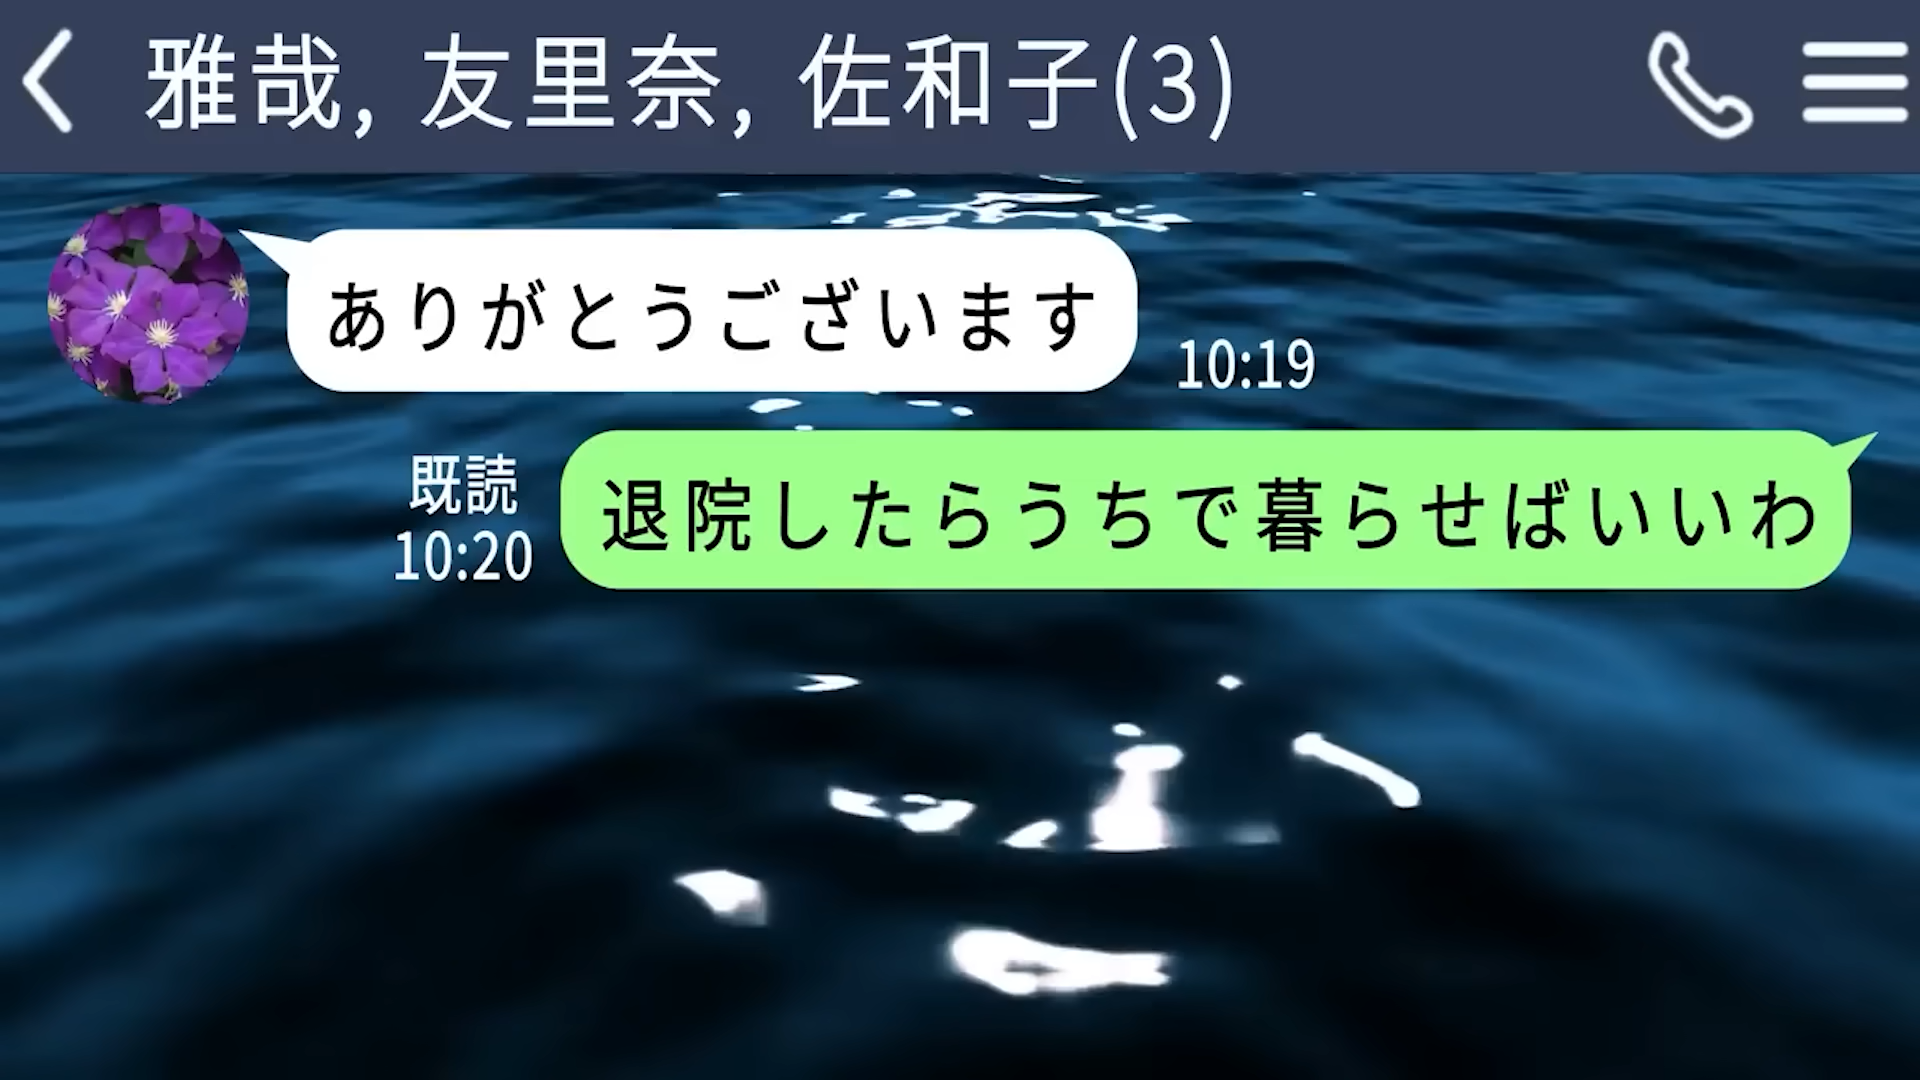 雅哉, 友里奈, 佐和子(3)
ありがとうございます
10:19
既読
10:20
退院したらうちで暮らせばいいわ